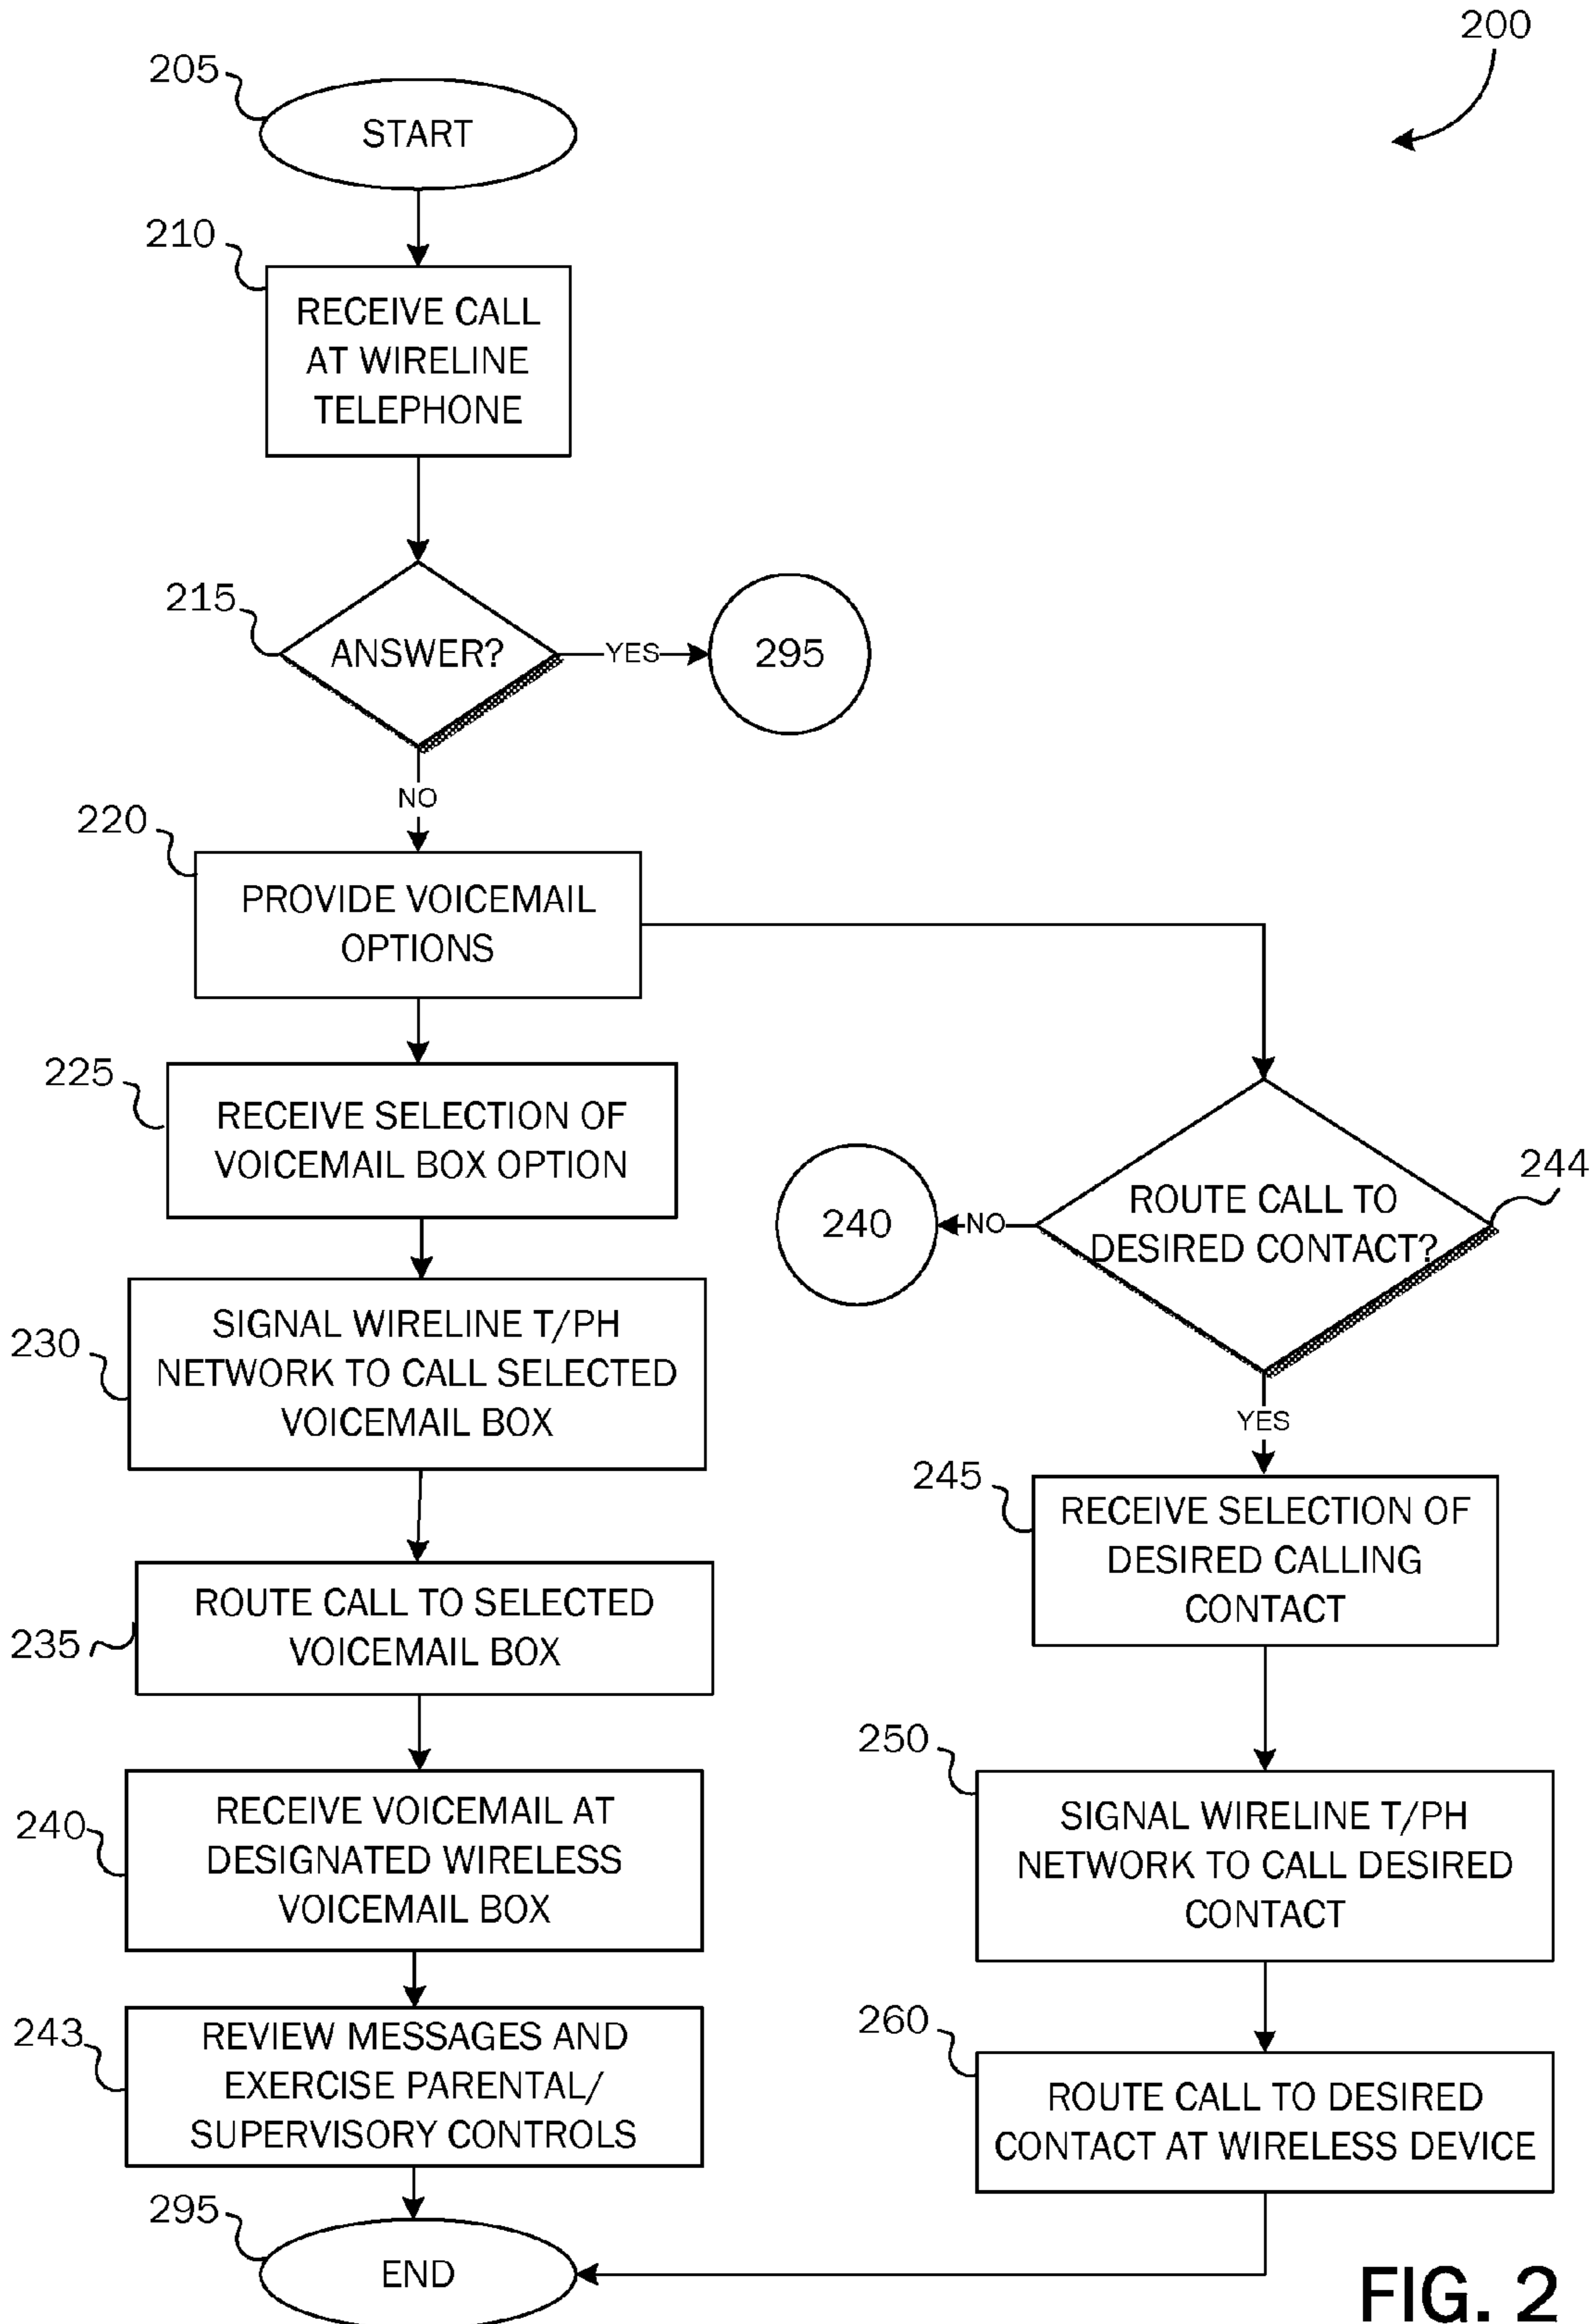 200
205
START
210
RECEIVE CALL
AT WIRELINE
TELEPHONE
215
ANSWER?
YES
295
NO
220
PROVIDE VOICEMAIL
OPTIONS
225
RECEIVE SELECTION OF
VOICEMAIL BOX OPTION
244
ROUTE CALL TO
DESIRED CONTACT?
NO
240
YES
230
SIGNAL WIRELINE T/PH
NETWORK TO CALL SELECTED
VOICEMAIL BOX
245
RECEIVE SELECTION OF
DESIRED CALLING
CONTACT
235
ROUTE CALL TO SELECTED
VOICEMAIL BOX
250
SIGNAL WIRELINE T/PH
NETWORK TO CALL DESIRED
CONTACT
240
RECEIVE VOICEMAIL AT
DESIGNATED WIRELESS
VOICEMAIL BOX
260
ROUTE CALL TO DESIRED
CONTACT AT WIRELESS DEVICE
243
REVIEW MESSAGES AND
EXERCISE PARENTAL/
SUPERVISORY CONTROLS
295
END
FIG. 2